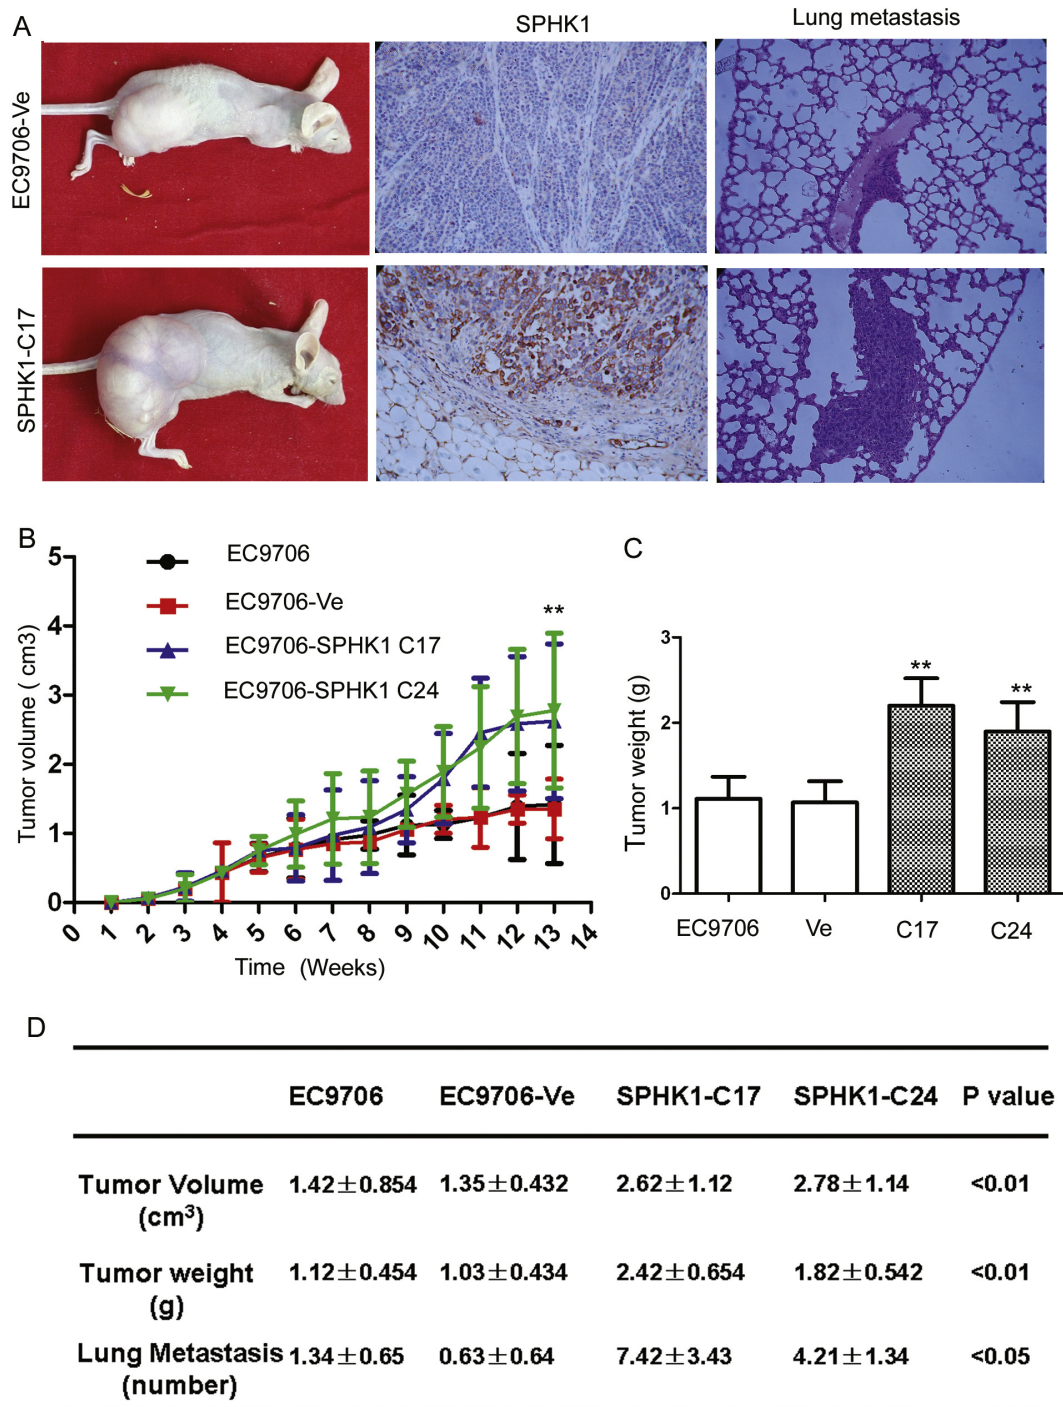 A
SPHK1
Lung metastasis
EC9706-Ve
SPHK1-C17
B
Tumor volume ( cm3)
5
4
3
2
1
0
EC9706
EC9706-Ve
EC9706-SPHK1 C17
EC9706-SPHK1 C24
**
0 1 2 3 4 5 6 7 8 9 10 11 12 13 14
Time (Weeks)
C
Tumor weight (g)
3
2
1
0
** **
EC9706 Ve C17 C24
D
EC9706 EC9706-Ve SPHK1-C17 SPHK1-C24 P value
Tumor Volume 1.42±0.854 1.35±0.432 2.62±1.12 2.78±1.14 <0.01
(cm³)
Tumor weight 1.12±0.454 1.03±0.434 2.42±0.654 1.82±0.542 <0.01
(g)
Lung Metastasis 1.34±0.65 0.63±0.64 7.42±3.43 4.21±1.34 <0.05
(number)